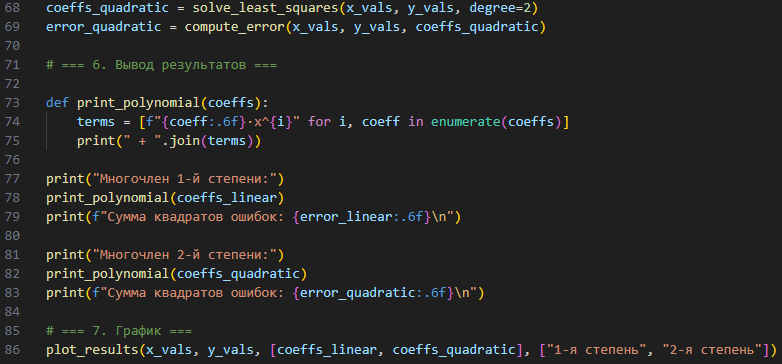 68 coeffs_quadratic = solve_least_squares(x_vals, y_vals, degree=2)
69 error_quadratic = compute_error(x_vals, y_vals, coeffs_quadratic)
70
71 # === 6. Вывод результатов ===
72
73 def print_polynomial(coeffs):
74     terms = [f"{coeff:.6f}·x^{i}" for i, coeff in enumerate(coeffs)]
75     print(" + ".join(terms))
76
77 print("Многочлен 1-й степени:")
78 print_polynomial(coeffs_linear)
79 print(f"Сумма квадратов ошибок: {error_linear:.6f}\n")
80
81 print("Многочлен 2-й степени:")
82 print_polynomial(coeffs_quadratic)
83 print(f"Сумма квадратов ошибок: {error_quadratic:.6f}\n")
84
85 # === 7. График ===
86 plot_results(x_vals, y_vals, [coeffs_linear, coeffs_quadratic], ["1-я степень", "2-я степень"])